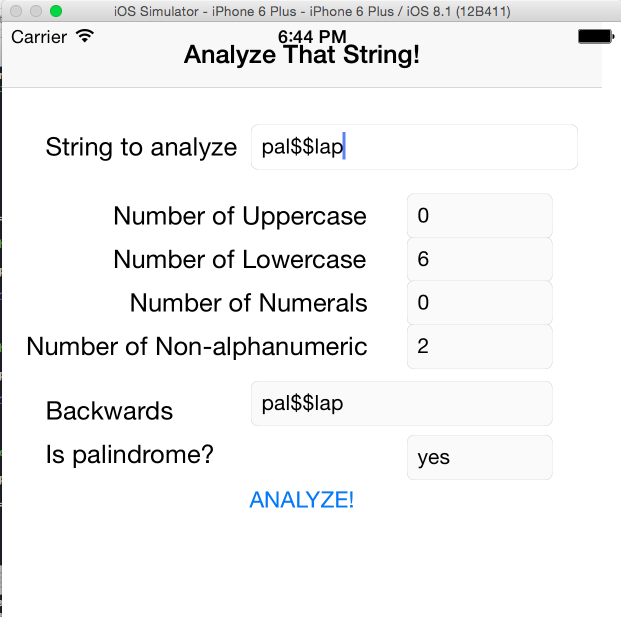 iOS Simulator - iPhone 6 Plus - iPhone 6 Plus / iOS 8.1 (12B411)
Carrier 6:44 PM
Analyze That String!
String to analyze pal$$lap
Number of Uppercase 0
Number of Lowercase 6
Number of Numerals 0
Number of Non-alphanumeric 2
Backwards pal$$lap
Is palindrome? yes
ANALYZE!